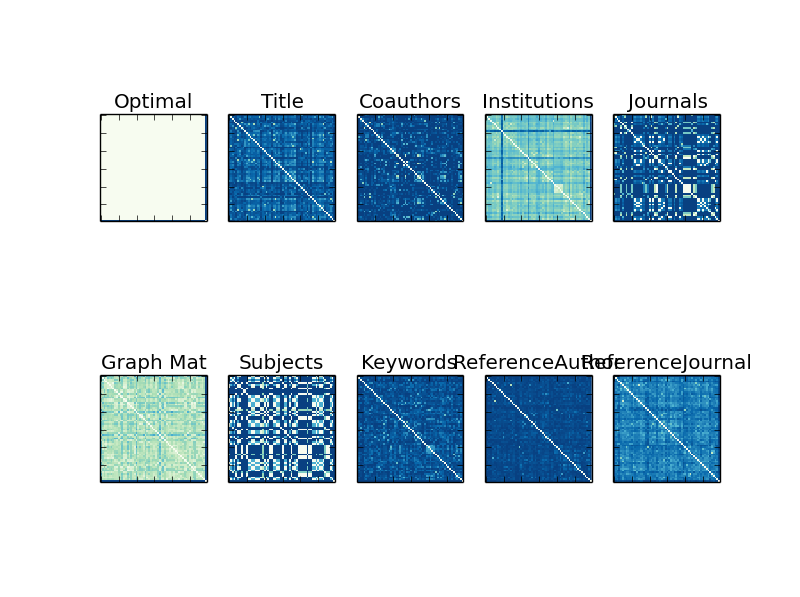 Optimal
Title
Coauthors
Institutions
Journals
Graph Mat
Subjects
Keywords
ReferenceAuthor
ReferenceJournal